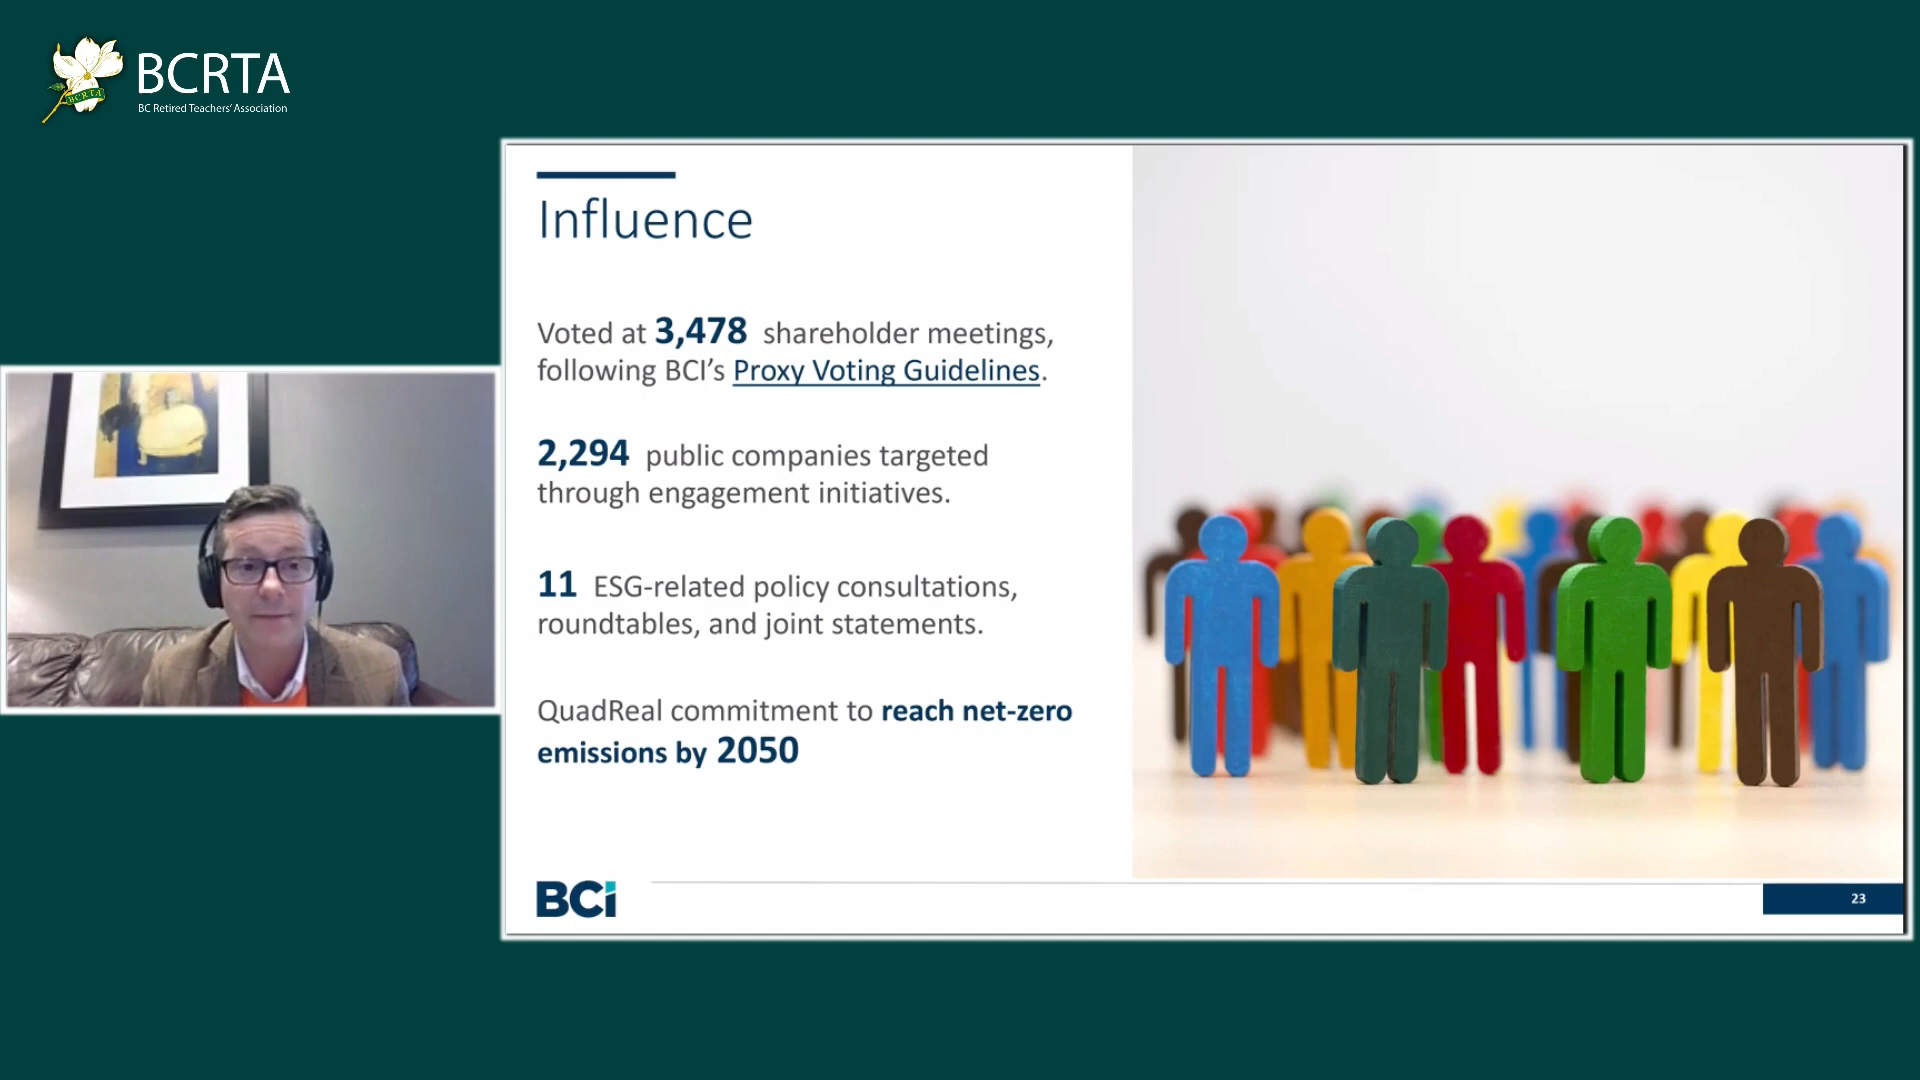 BCRTA
BCRTA
BC Retired Teachers' Association
Influence
Voted at 3,478 shareholder meetings,
following BCI’s Proxy Voting Guidelines.
2,294 public companies targeted
through engagement initiatives.
11 ESG-related policy consultations,
roundtables, and joint statements.
QuadReal commitment to reach net-zero
emissions by 2050
BCi
23